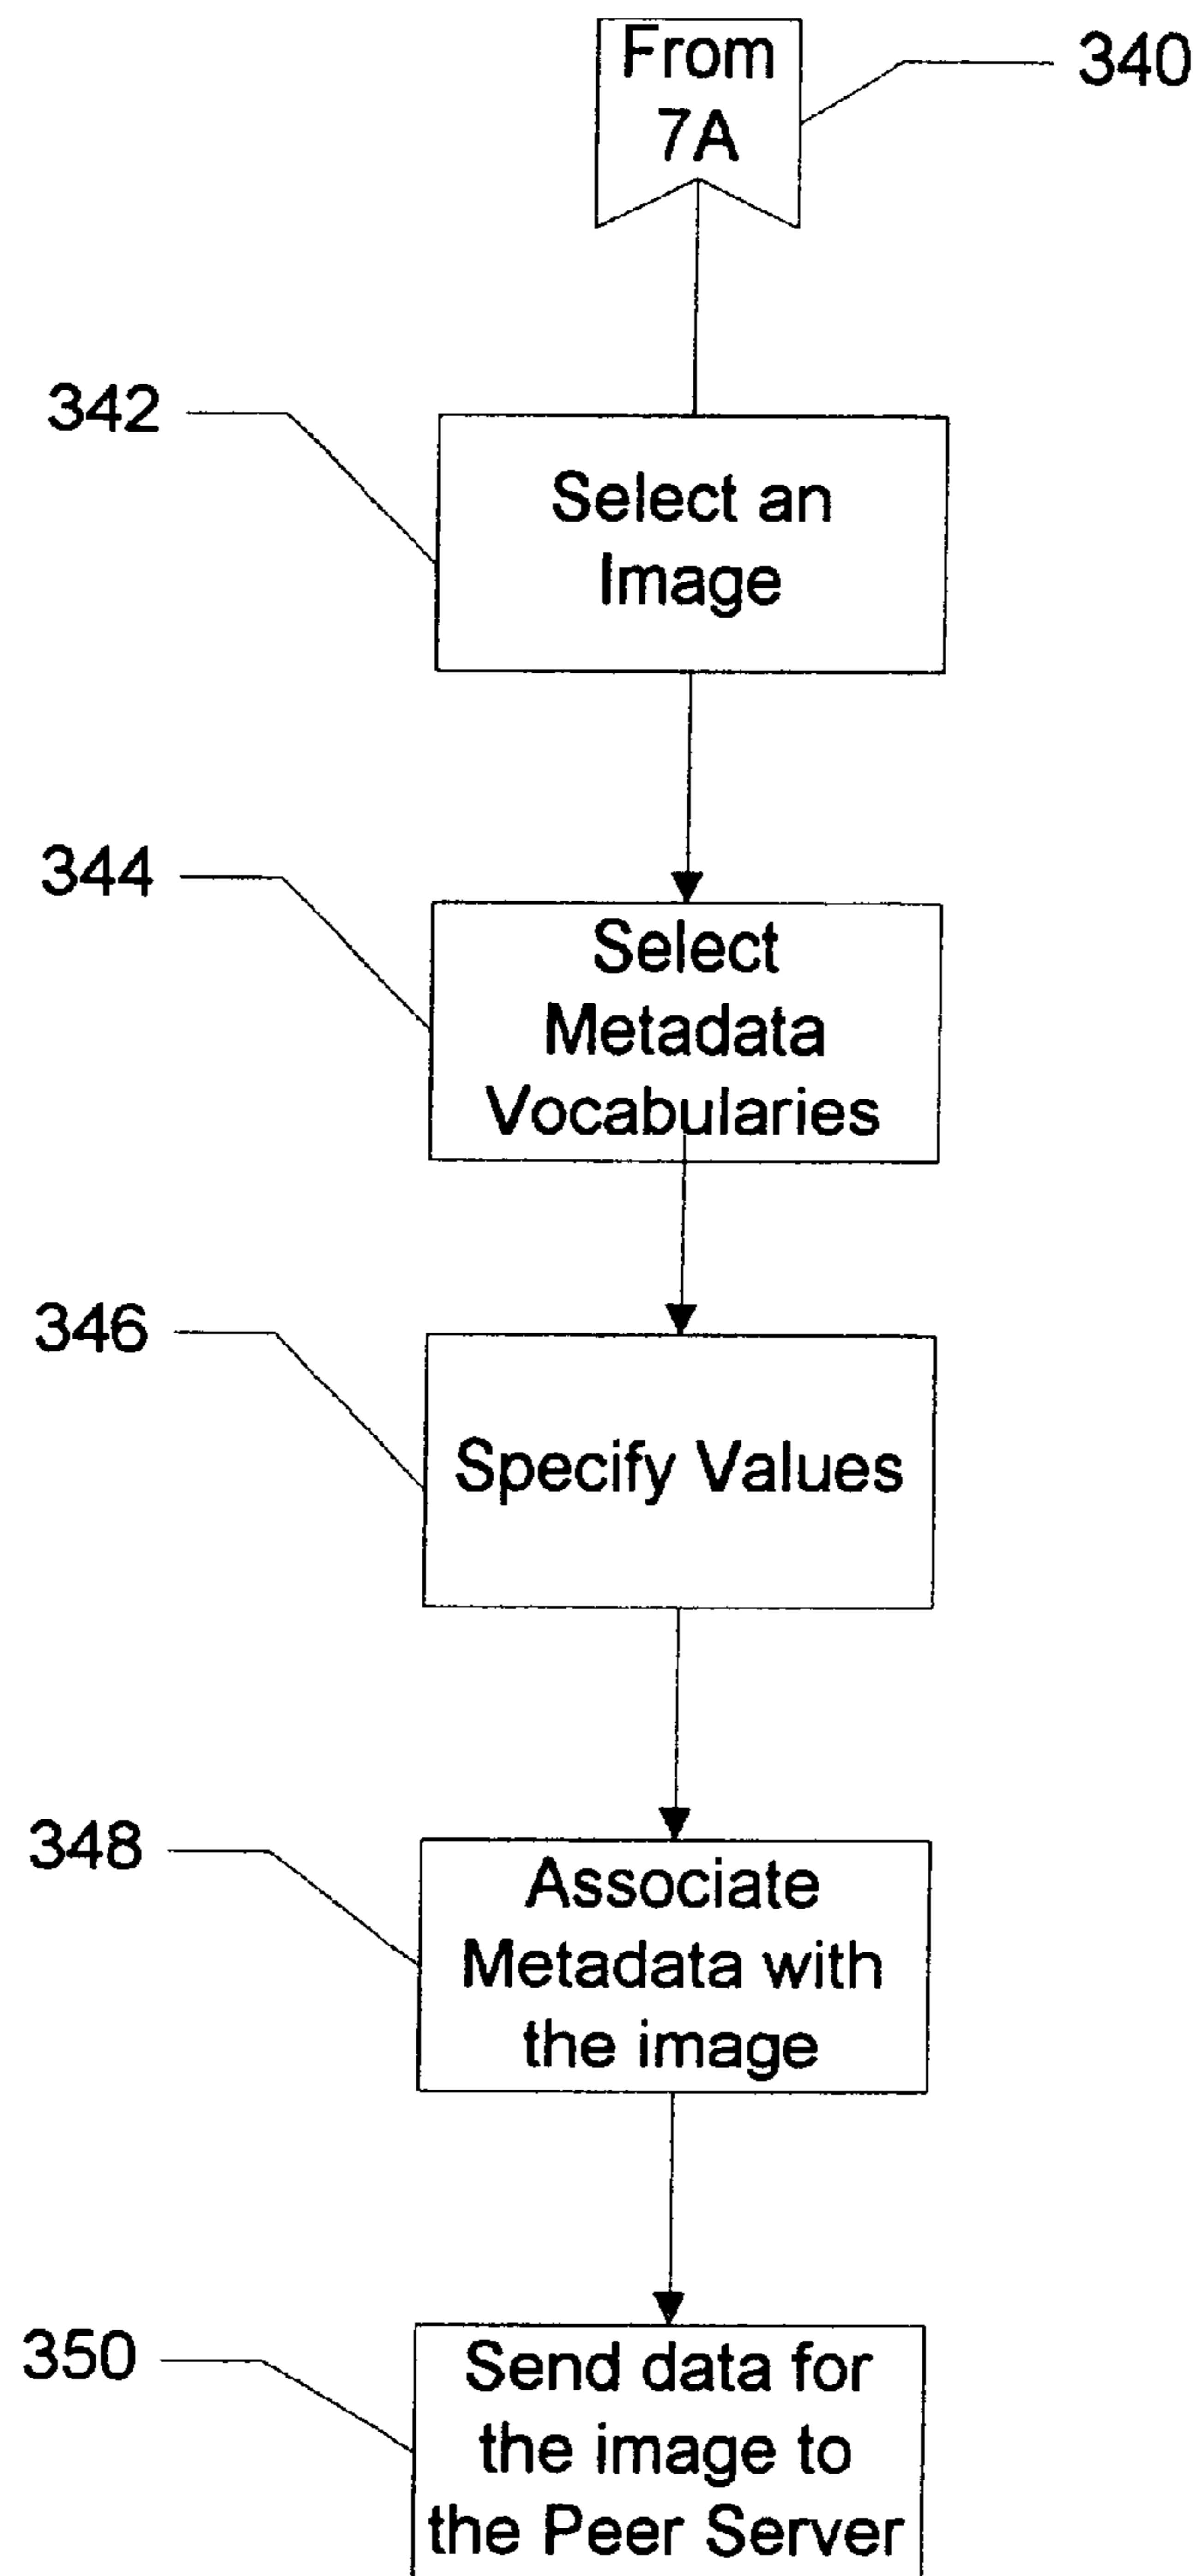 From
7A
340
342
Select an
Image
344
Select
Metadata
Vocabularies
346
Specify Values
348
Associate
Metadata with
the image
350
Send data for
the image to
the Peer Server